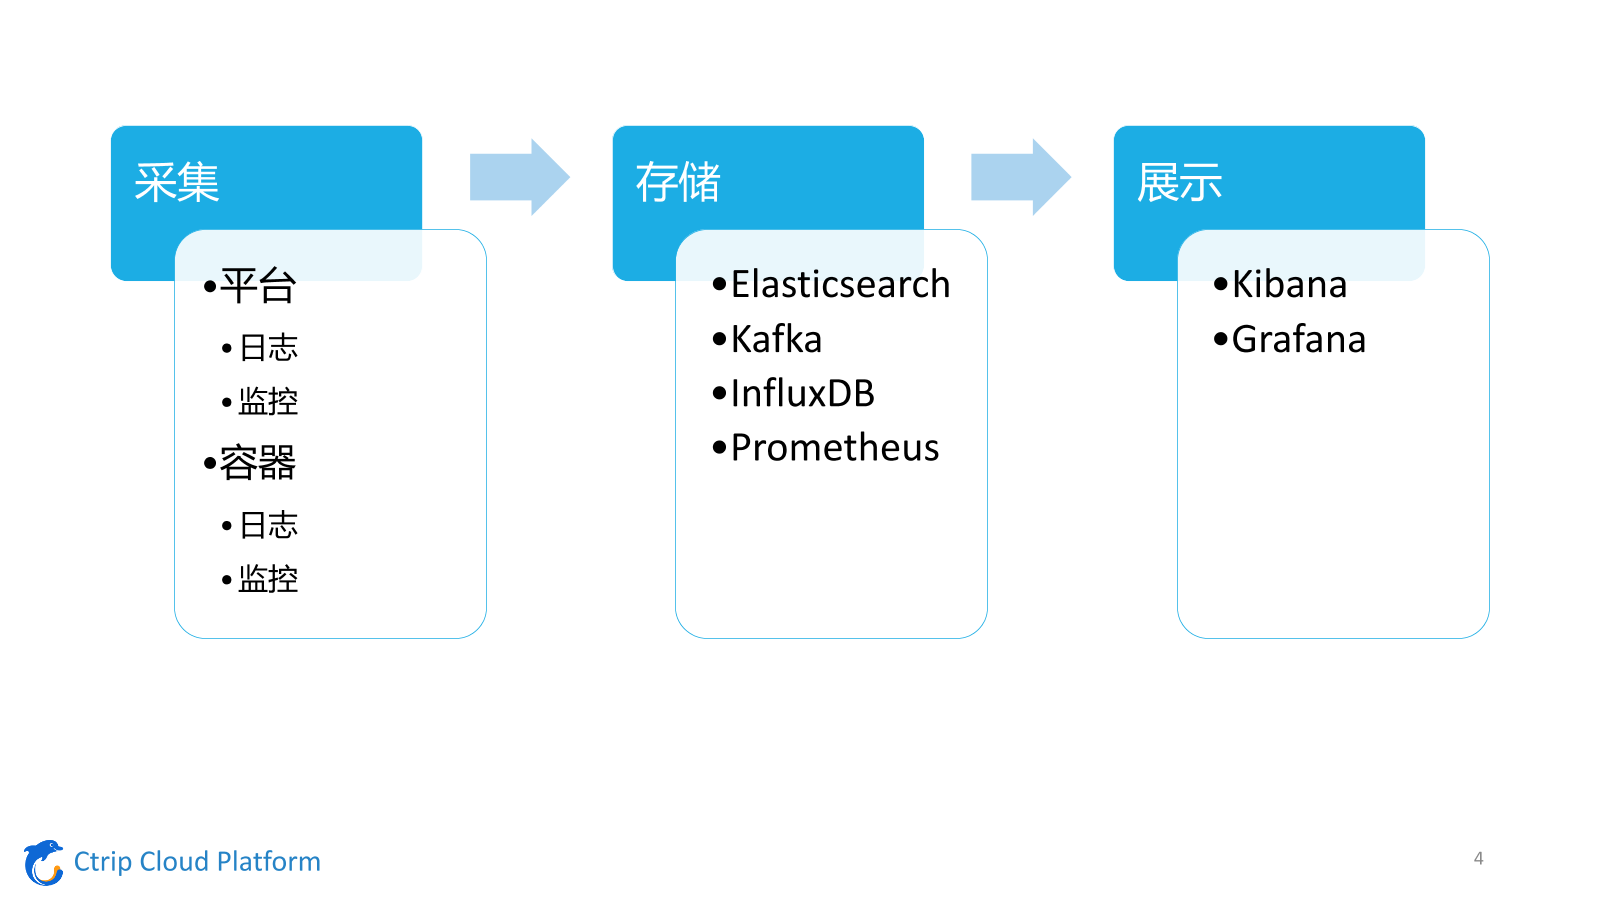 采集
•平台
•日志
•监控
•容器
•日志
•监控
存储
•Elasticsearch
•Kafka
•InfluxDB
•Prometheus
展示
•Kibana
•Grafana
Ctrip Cloud Platform
4